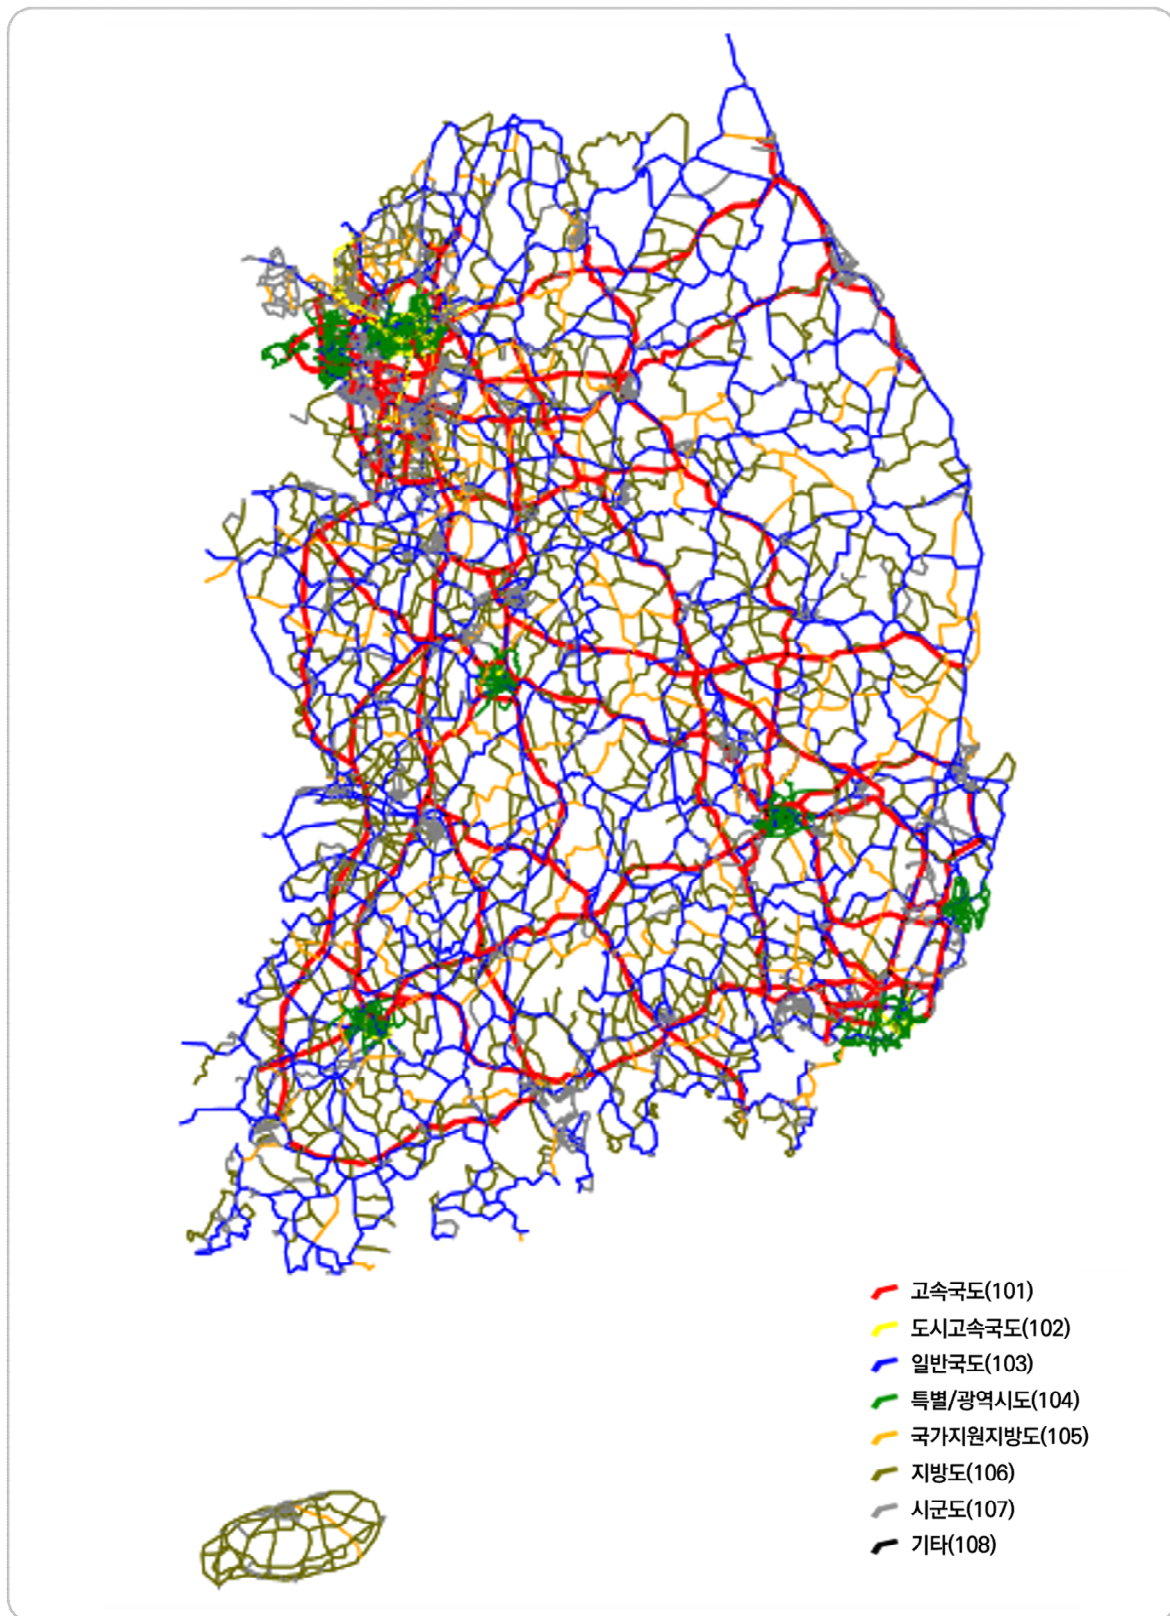 고속국도(101)
도시고속국도(102)
일반국도(103)
특별/광역시도(104)
국가지원지방도(105)
지방도(106)
시군도(107)
기타(108)